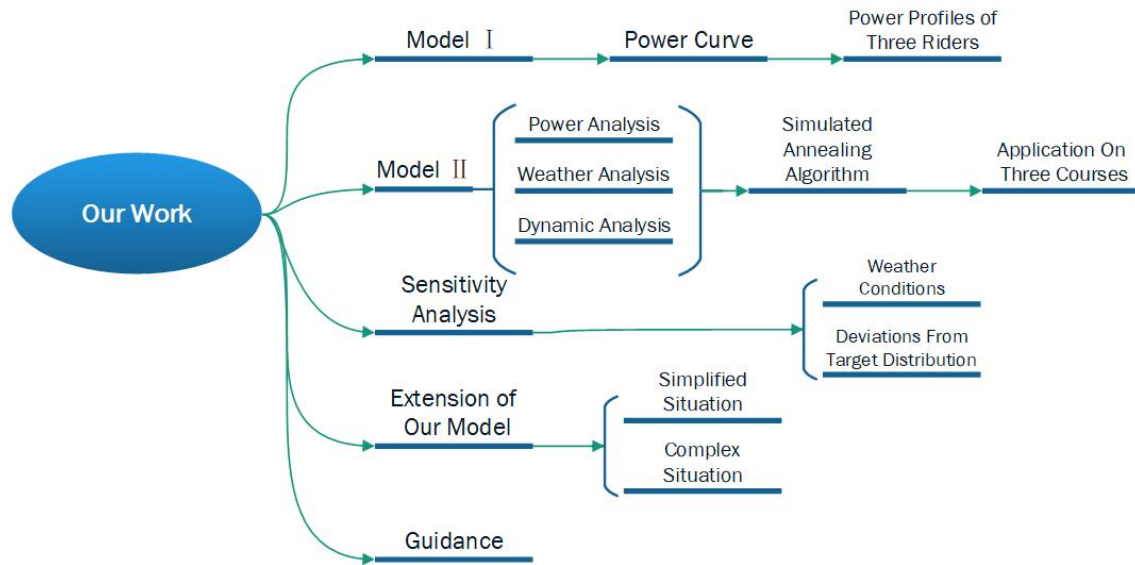 Our Work
Model Ⅰ
Power Curve
Power Profiles of
Three Riders
Model Ⅱ
Power Analysis
Weather Analysis
Dynamic Analysis
Simulated
Annealing
Algorithm
Application On
Three Courses
Sensitivity
Analysis
Weather
Conditions
Deviations From
Target Distribution
Extension of
Our Model
Simplified
Situation
Complex
Situation
Guidance